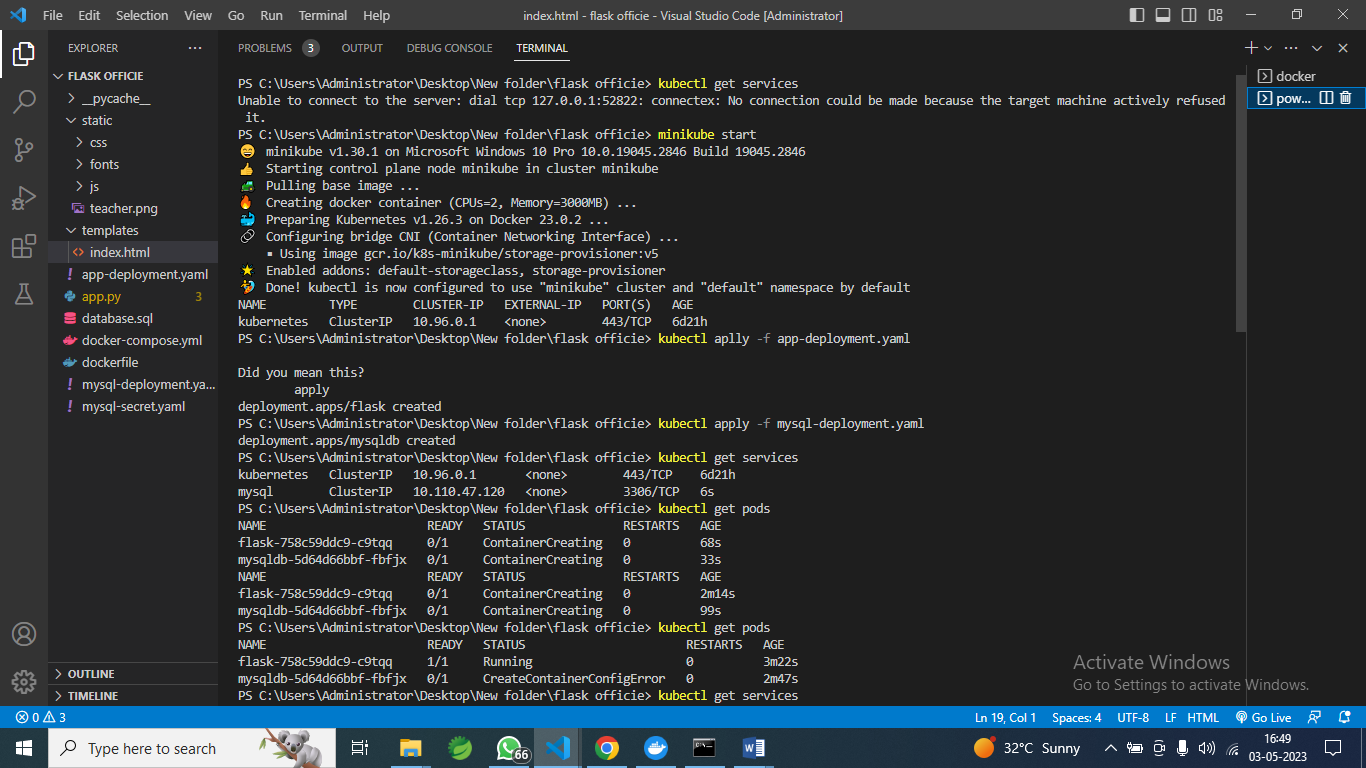 File Edit Selection View Go Run Terminal Help index.html - flask officie - Visual Studio Code [Administrator]
EXPLORER
FLASK OFFICIE
__pycache__
static
css
fonts
js
teacher.png
templates
index.html
app-deployment.yaml
app.py 3
database.sql
docker-compose.yml
dockerfile
mysql-deployment.ya...
mysql-secret.yaml
OUTLINE
TIMELINE
PROBLEMS 3 OUTPUT DEBUG CONSOLE TERMINAL
PS C:\Users\Administrator\Desktop\New folder\flask officie> kubectl get services
Unable to connect to the server: dial tcp 127.0.0.1:52822: connectex: No connection could be made because the target machine actively refused
it.
PS C:\Users\Administrator\Desktop\New folder\flask officie> minikube start
minikube v1.30.1 on Microsoft Windows 10 Pro 10.0.19045.2846 Build 19045.2846
Starting control plane node minikube in cluster minikube
Pulling base image ...
Creating docker container (CPUs=2, Memory=3000MB) ...
Preparing Kubernetes v1.26.3 on Docker 23.0.2 ...
Configuring bridge CNI (Container Networking Interface) ...
▪ Using image gcr.io/k8s-minikube/storage-provisioner:v5
Enabled addons: default-storageclass, storage-provisioner
Done! kubectl is now configured to use "minikube" cluster and "default" namespace by default
NAME TYPE CLUSTER-IP EXTERNAL-IP PORT(S) AGE
kubernetes ClusterIP 10.96.0.1 <none> 443/TCP 6d21h
PS C:\Users\Administrator\Desktop\New folder\flask officie> kubectl aplly -f app-deployment.yaml
Did you mean this?
apply
deployment.apps/flask created
PS C:\Users\Administrator\Desktop\New folder\flask officie> kubectl apply -f mysql-deployment.yaml
deployment.apps/mysqldb created
PS C:\Users\Administrator\Desktop\New folder\flask officie> kubectl get services
kubernetes ClusterIP 10.96.0.1 <none> 443/TCP 6d21h
mysql ClusterIP 10.110.47.120 <none> 3306/TCP 6s
PS C:\Users\Administrator\Desktop\New folder\flask officie> kubectl get pods
NAME READY STATUS RESTARTS AGE
flask-758c59ddc9-c9tqq 0/1 ContainerCreating 0 68s
mysqldb-5d64d66bbf-fbfjx 0/1 ContainerCreating 0 33s
NAME READY STATUS RESTARTS AGE
flask-758c59ddc9-c9tqq 0/1 ContainerCreating 0 2m14s
mysqldb-5d64d66bbf-fbfjx 0/1 ContainerCreating 0 99s
PS C:\Users\Administrator\Desktop\New folder\flask officie> kubectl get pods
NAME READY STATUS RESTARTS AGE
flask-758c59ddc9-c9tqq 1/1 Running 0 3m22s
mysqldb-5d64d66bbf-fbfjx 0/1 CreateContainerConfigError 0 2m47s
PS C:\Users\Administrator\Desktop\New folder\flask officie> kubectl get services
docker
pow...
Activate Windows
Go to Settings to activate Windows.
0 3 Ln 19, Col 1 Spaces: 4 UTF-8 LF HTML Go Live
Type here to search
66
32°C Sunny
16:49
03-05-2023